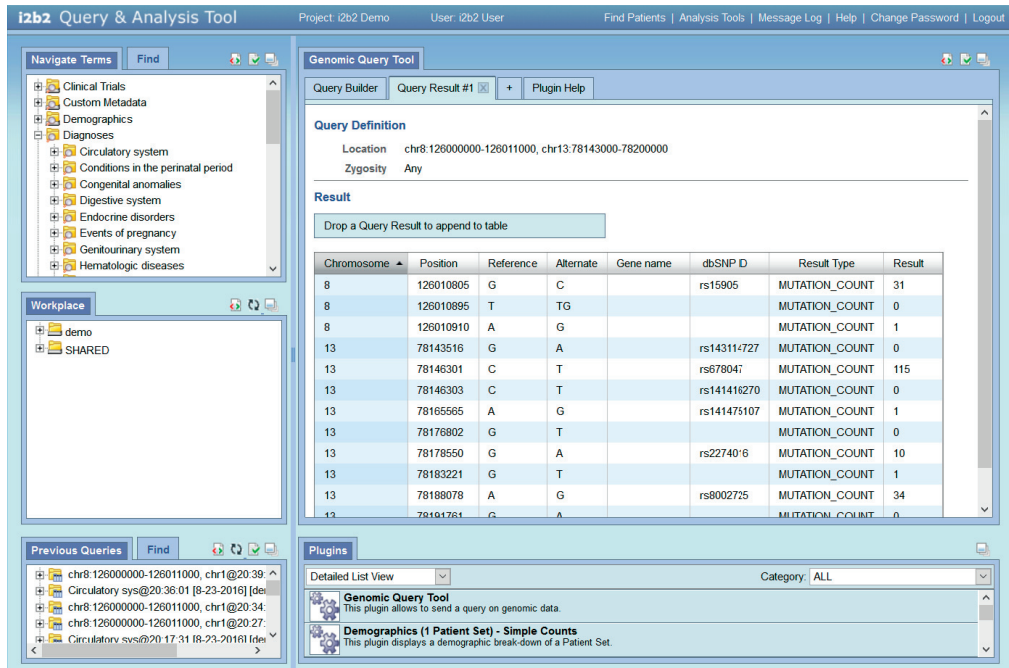 i2b2 Query & Analysis Tool
Project: i2b2 Demo
User: i2b2 User
Find Patients | Analysis Tools | Message Log | Help | Change Password | Logout
Navigate Terms
Find
Clinical Trials
Custom Metadata
Demographics
Diagnoses
Circulatory system
Conditions in the perinatal period
Congenital anomalies
Digestive system
Endocrine disorders
Events of pregnancy
Genitourinary system
Hematologic diseases
Workplace
demo
SHARED
Previous Queries
Find
chr8:126000000-126011000, chr1@20:39:
Circulatory sys@20:36:01 [8-23-2016] [de
chr8:126000000-126011000, chr1@20:34:
chr8:126000000-126011000, chr1@20:27:
Circulatory sys@20:17:31 [8-23-2016] [de
Genomic Query Tool
Query Builder
Query Result #1
+
Plugin Help
Query Definition
Location chr8:126000000-126011000, chr13:78143000-78200000
Zygosity Any
Result
Drop a Query Result to append to table
Chromosome Position Reference Alternate Gene name dbSNP ID Result Type Result
8 126010805 G C rs15905 MUTATION_COUNT 31
8 126010895 T TG MUTATION_COUNT 0
8 126010910 A G MUTATION_COUNT 1
13 78143516 G A rs143114727 MUTATION_COUNT 0
13 78146301 C T rs678047 MUTATION_COUNT 115
13 78146303 C T rs141416270 MUTATION_COUNT 0
13 78165565 A G rs141475107 MUTATION_COUNT 1
13 78176802 G T MUTATION_COUNT 0
13 78178550 G A rs2274016 MUTATION_COUNT 10
13 78183221 G T MUTATION_COUNT 1
13 78188078 A G rs8002725 MUTATION_COUNT 34
13 78191761 G A MUTATION_COUNT 0
Plugins
Detailed List View
Category: ALL
Genomic Query Tool
This plugin allows to send a query on genomic data.
Demographics (1 Patient Set) - Simple Counts
This plugin displays a demographic break-down of a Patient Set.